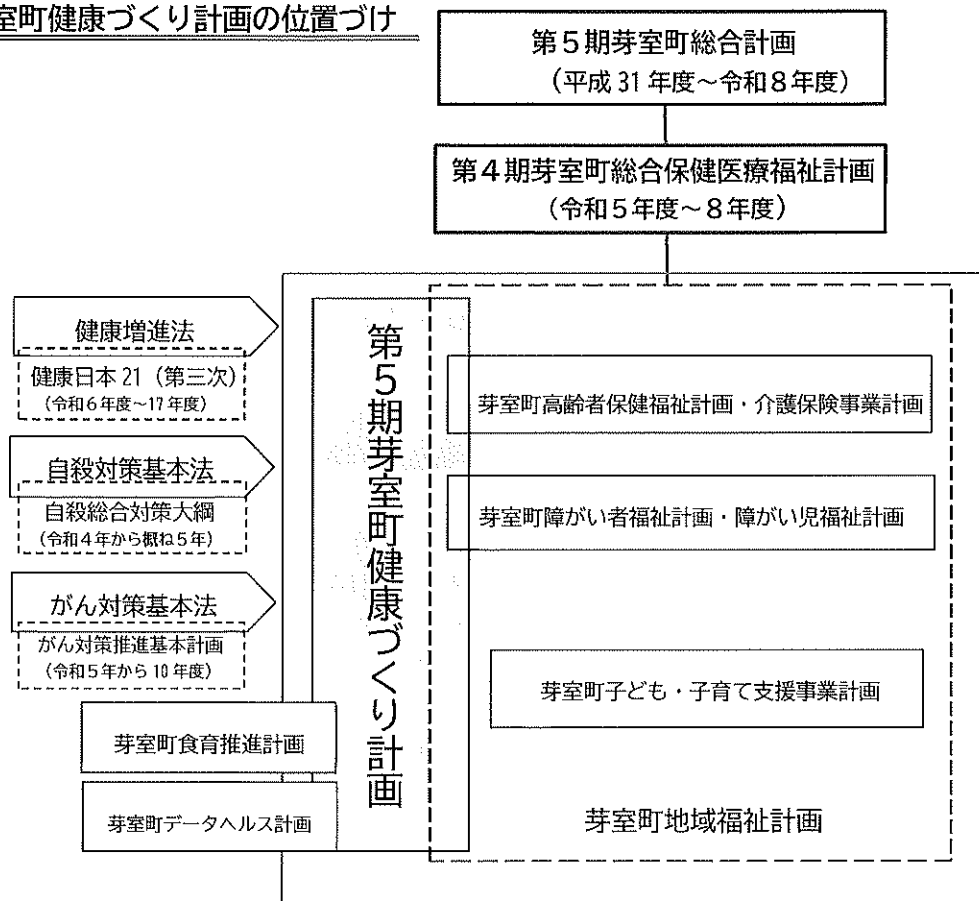 室町健康づくり計画の位置づけ
第5期芽室町総合計画
（平成31年度～令和8年度）
第4期芽室町総合保健医療福祉計画
（令和5年度～8年度）
健康増進法
健康日本21（第三次）
（令和6年度～17年度）
自殺対策基本法
自殺総合対策大綱
（令和4年から概ね5年）
がん対策基本法
がん対策推進基本計画
（令和5年から10年度）
芽室町食育推進計画
芽室町データヘルス計画
第5期芽室町健康づくり計画
芽室町高齢者保健福祉計画・介護保険事業計画
芽室町障がい者福祉計画・障がい児福祉計画
芽室町子ども・子育て支援事業計画
芽室町地域福祉計画